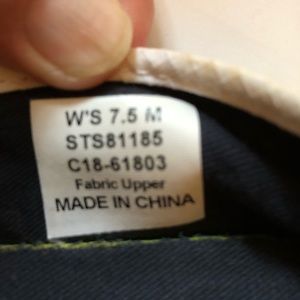 W'S 7.5 M
STS81185
C18-61803
Fabric Upper
MADE IN CHINA